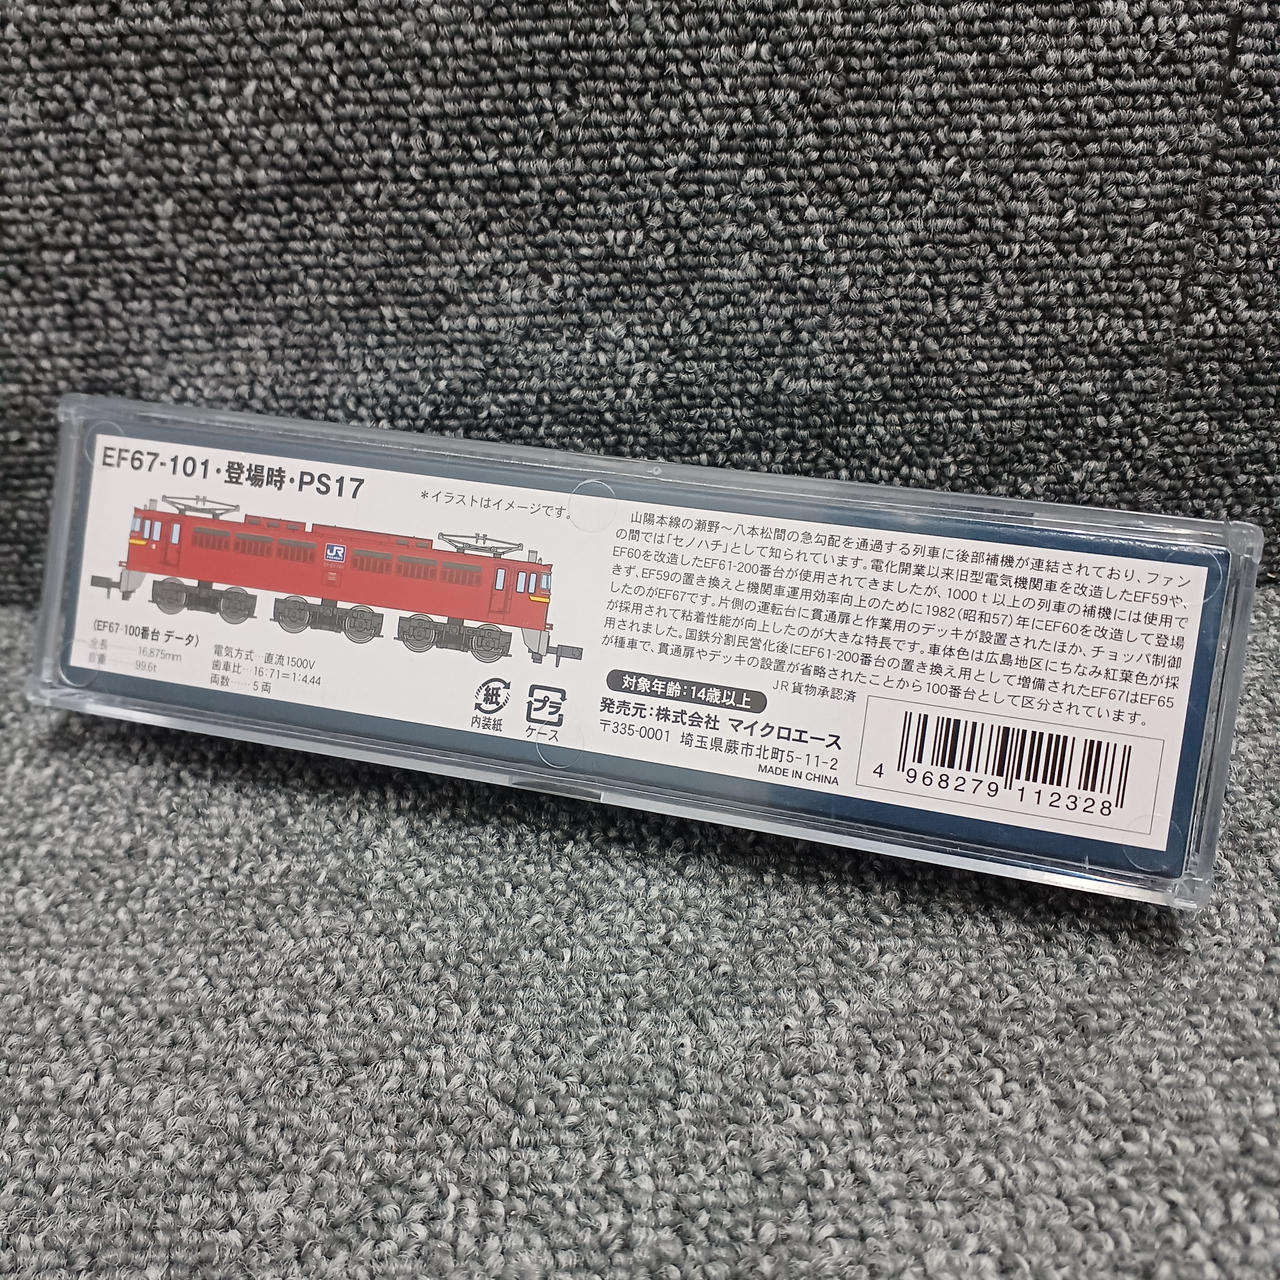 EF67-101・登場時・PS17
＊イラストはイメージです。
JR
(EF67-100番台 データ)
全長……16,875mm
自重……99.6t
電気方式…直流1500V
歯車比…16:71=1:4.44
両数……5両
紙
内装紙
プラ
ケース
山陽本線の瀬野～八本松間の急勾配を通過する列車に後部補機が連結されており、ファン
の間では「セノハチ」として知られています。電化開業以来旧型電気機関車を改造したEF59や
EF60を改造したEF61-200番台が使用されてきましたが、1000t以上の列車の補機には使用で
きず、EF59の置き換えと機関車運用効率向上のために1982(昭和57)年にEF60を改造して登場
したのがEF67です。片側の運転台に貫通扉と作業用のデッキが設置されたほか、チョッパ制御
が採用されて粘着性能が向上したのが大きな特長です。車体色は広島地区にちなみ紅葉色が採
用されました。国鉄分割民営化後にEF61-200番台の置き換え用として増備されたEF67はEF65
が種車で、貫通扉やデッキの設置が省略されたことから100番台として区分されています。
JR貨物承認済
対象年齢:14歳以上
発売元:株式会社 マイクロエース
〒335-0001 埼玉県蕨市北町5-11-2
MADE IN CHINA
4 968279 112328